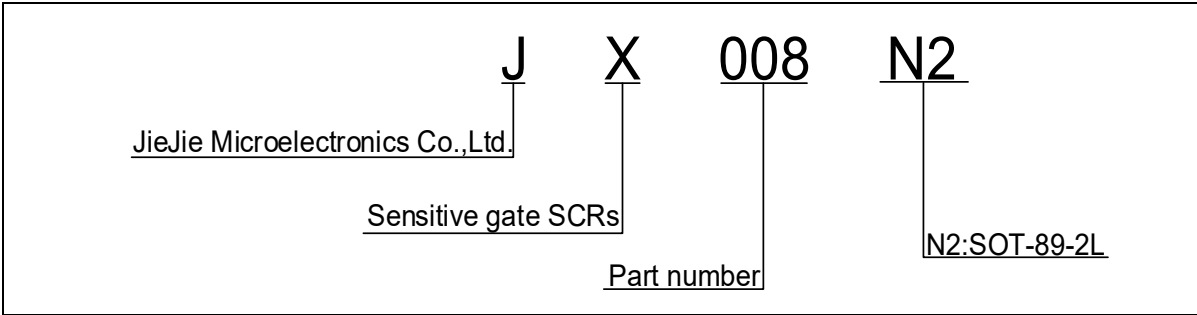 J X 008 N2
JieJie Microelectronics Co.,Ltd.
Sensitive gate SCRs
N2:SOT-89-2L
Part number